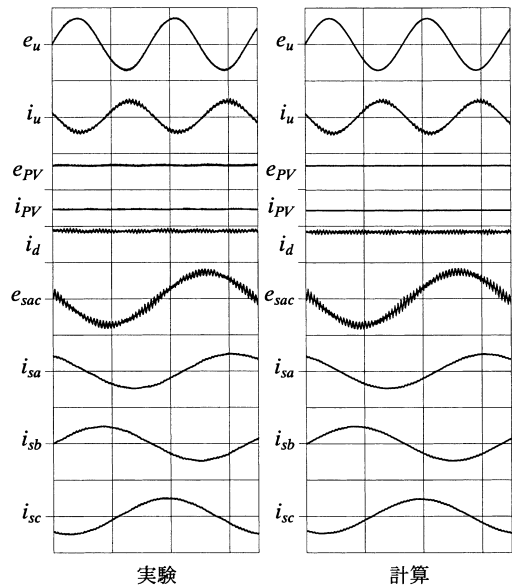 e_u e_u
i_u i_u
e_PV e_PV
i_PV i_PV
i_d i_d
e_sac e_sac
i_sa i_sa
i_sb i_sb
i_sc i_sc
実験 計算